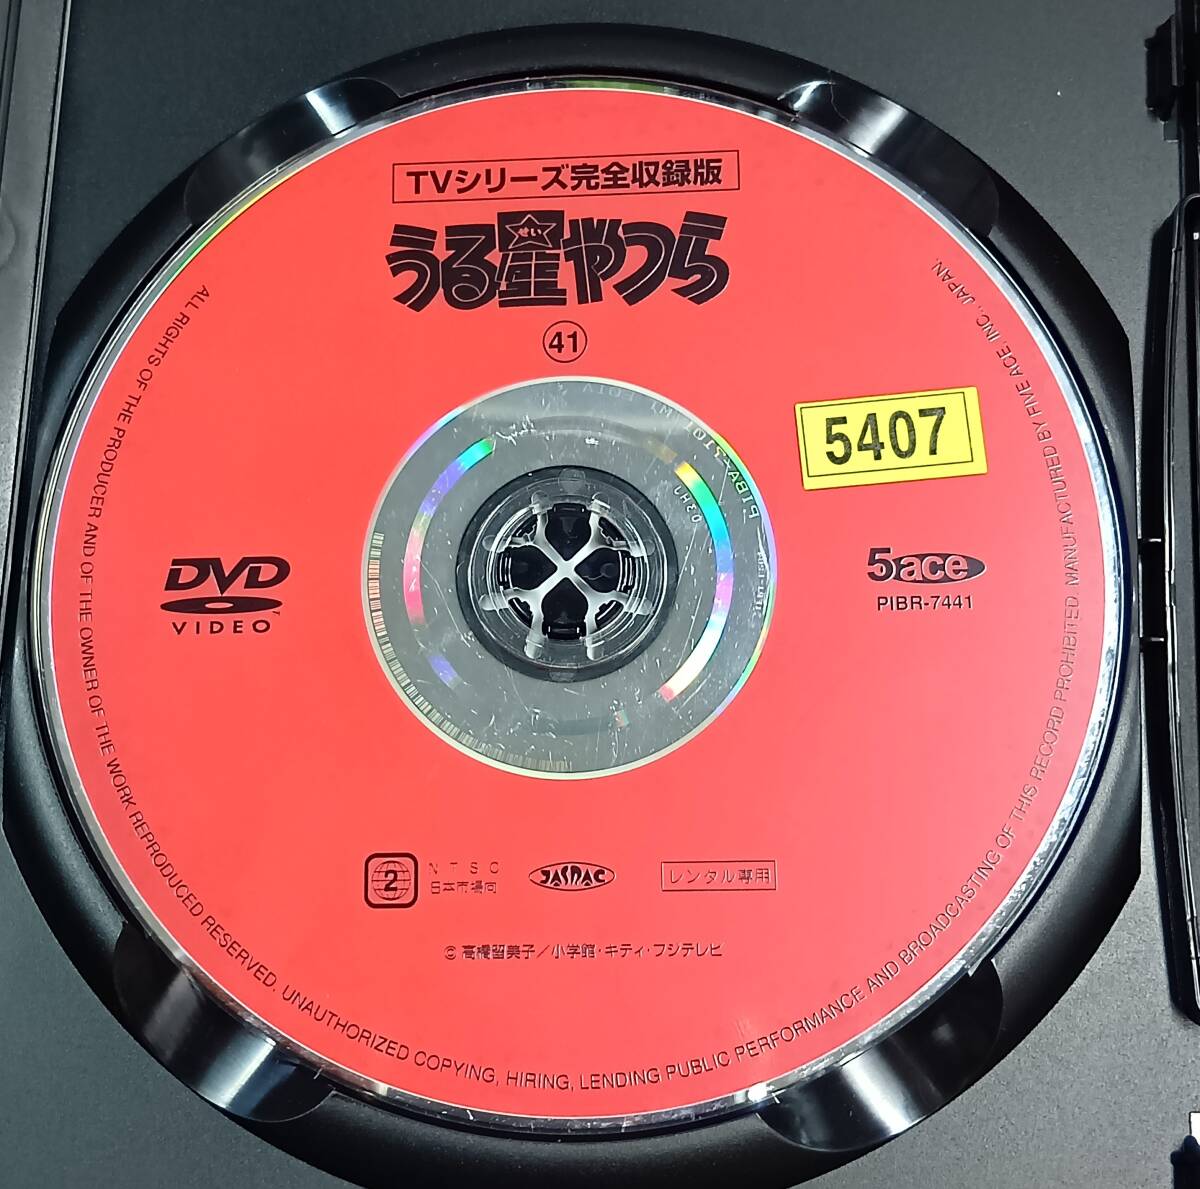 TVシリーズ完全収録版
うる星やつら
せい
41
5407
DVD
VIDEO
5ace
PIBR-7441
2
NTSC
日本市場向
JASRAC
レンタル専用
© 高橋留美子／小学館・キティ・フジテレビ
ALL RIGHTS OF THE PRODUCER AND OF THE OWNER OF THE WORK REPRODUCED RESERVED. UNAUTHORIZED COPYING, HIRING, LENDING PUBLIC PERFORMANCE AND BROADCASTING OF THIS RECORD PROHIBITED. MANUFACTURED BY FIVE ACE, INC. JAPAN.